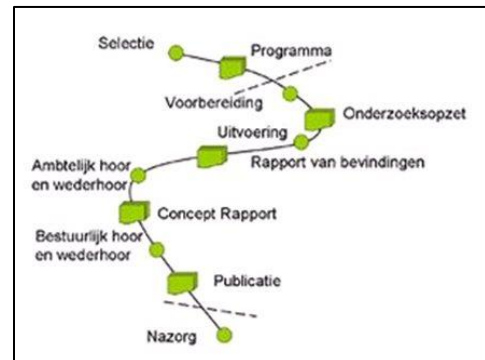 Selectie
Programma
Voorbereiding
Onderzoeksopzet
Uitvoering
Rapport van bevindingen
Ambtelijk hoor
en wederhoor
Concept Rapport
Bestuurlijk hoor
en wederhoor
Publicatie
Nazorg